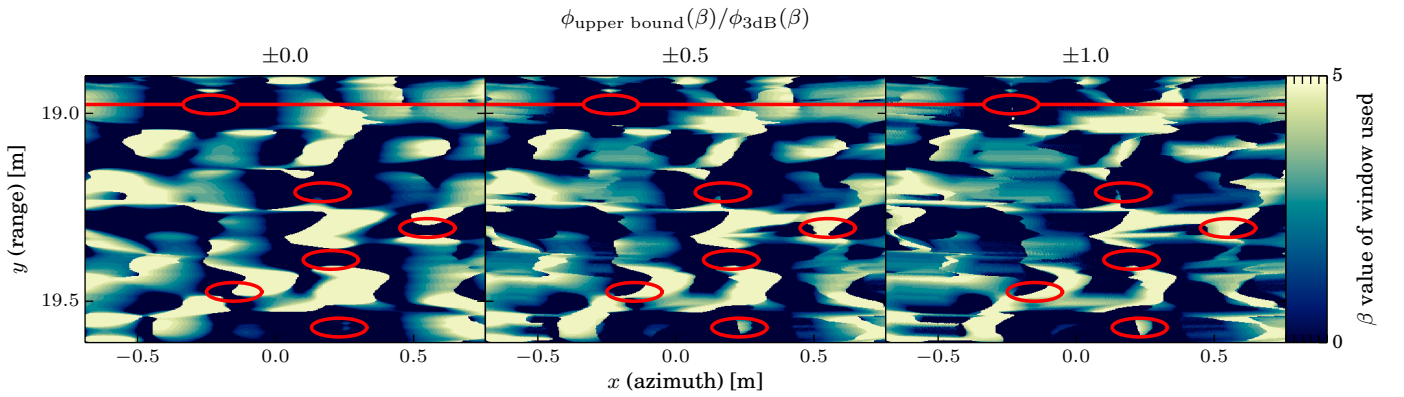 ϕupper bound(β)/ϕ3dB(β)
±0.0 ±0.5 ±1.0
5
19.0
19.5
0
y (range) [m]
β value of window used
−0.5 0.0 0.5 −0.5 0.0 0.5 −0.5 0.0 0.5
x (azimuth) [m]